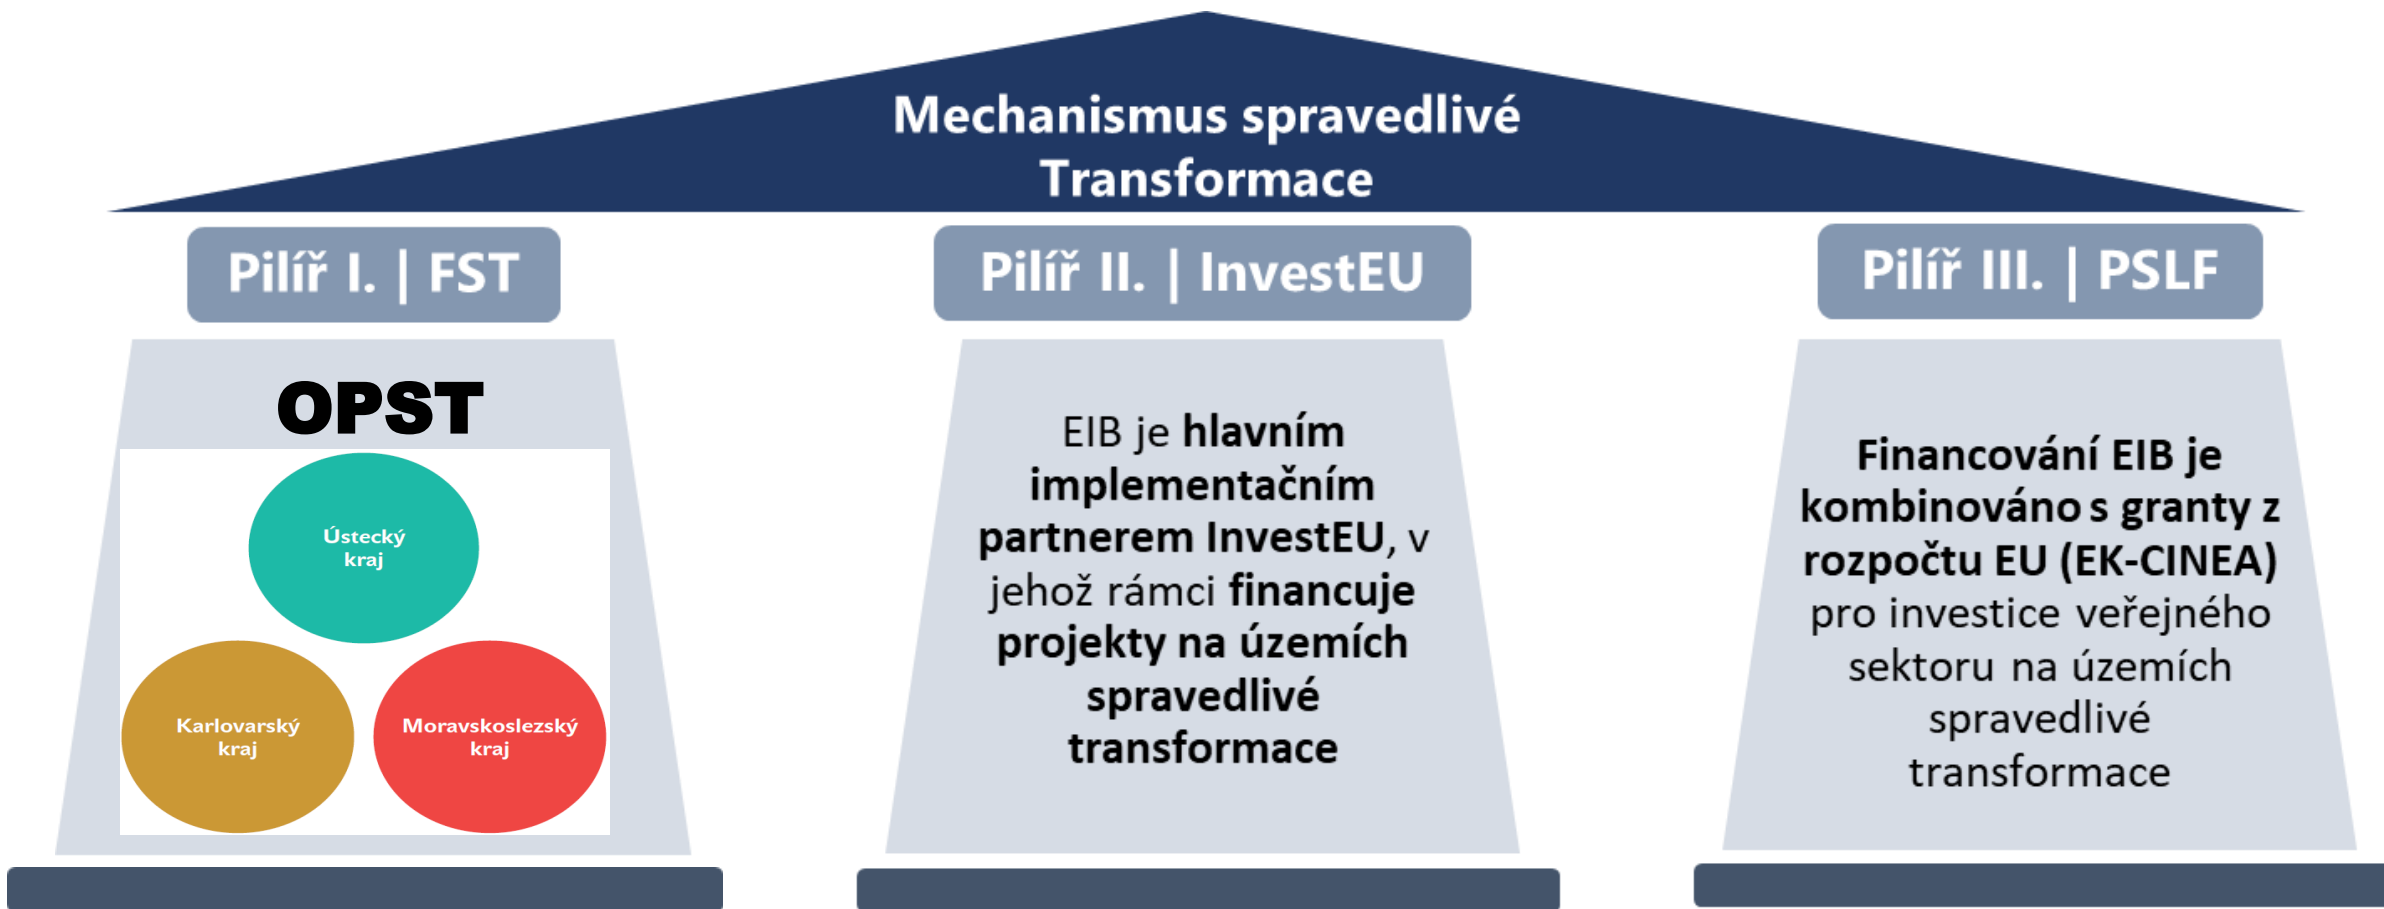 Mechanismus spravedlivé
Transformace
Pilíř I. | FST
OPST
Ústecký
kraj
Karlovarský
kraj
Moravskoslezský
kraj
Pilíř II. | InvestEU
EIB je hlavním
implementačním
partnerem InvestEU, v
jehož rámci financuje
projekty na územích
spravedlivé
transformace
Pilíř III. | PSLF
Financování EIB je
kombinováno s granty z
rozpočtu EU (EK-CINEA)
pro investice veřejného
sektoru na územích
spravedlivé
transformace